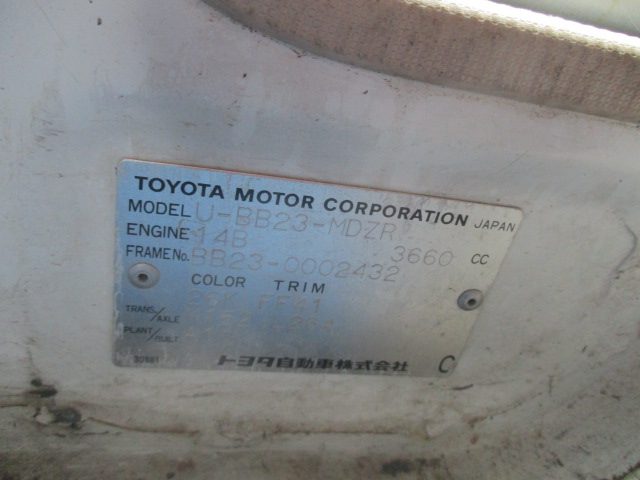 TOYOTA MOTOR CORPORATION JAPAN
MODEL U-BB23-MDZR
ENGINE 14B 3660 CC
FRAME No. BB23-0002432
COLOR TRIM
FF41
TRANS/AXLE
PLANT/BUILT
トヨタ自動車株式会社 C